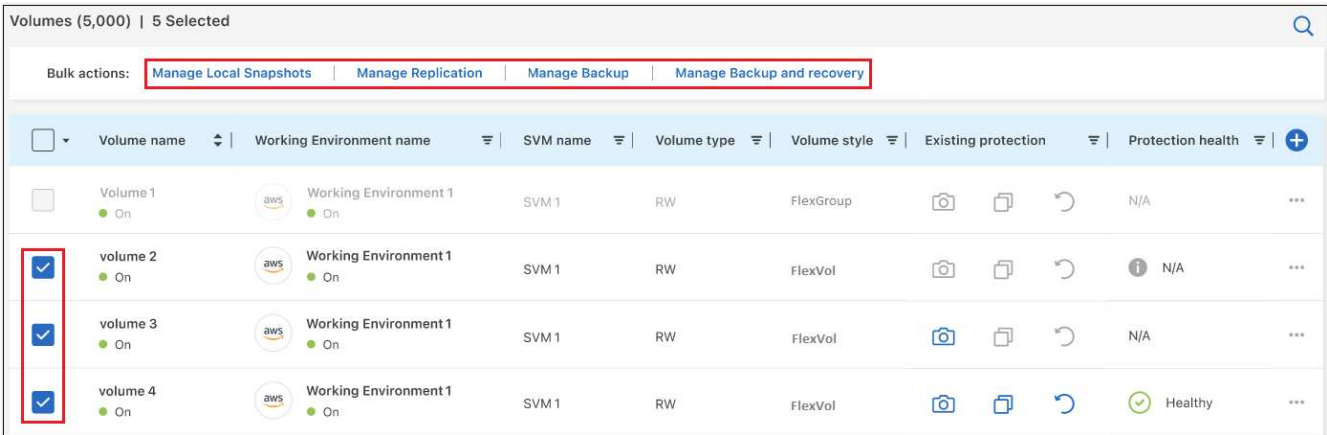 Volumes (5,000) | 5 Selected
Bulk actions: Manage Local Snapshots | Manage Replication | Manage Backup | Manage Backup and recovery
Volume name Working Environment name SVM name Volume type Volume style Existing protection Protection health
Volume 1 Working Environment 1
aws SVM 1 RW FlexGroup N/A
On On
volume 2 Working Environment 1
aws SVM 1 RW FlexVol i N/A
On On
volume 3 Working Environment 1
aws SVM 1 RW FlexVol N/A
On On
volume 4 Working Environment 1
aws SVM 1 RW FlexVol Healthy
On On